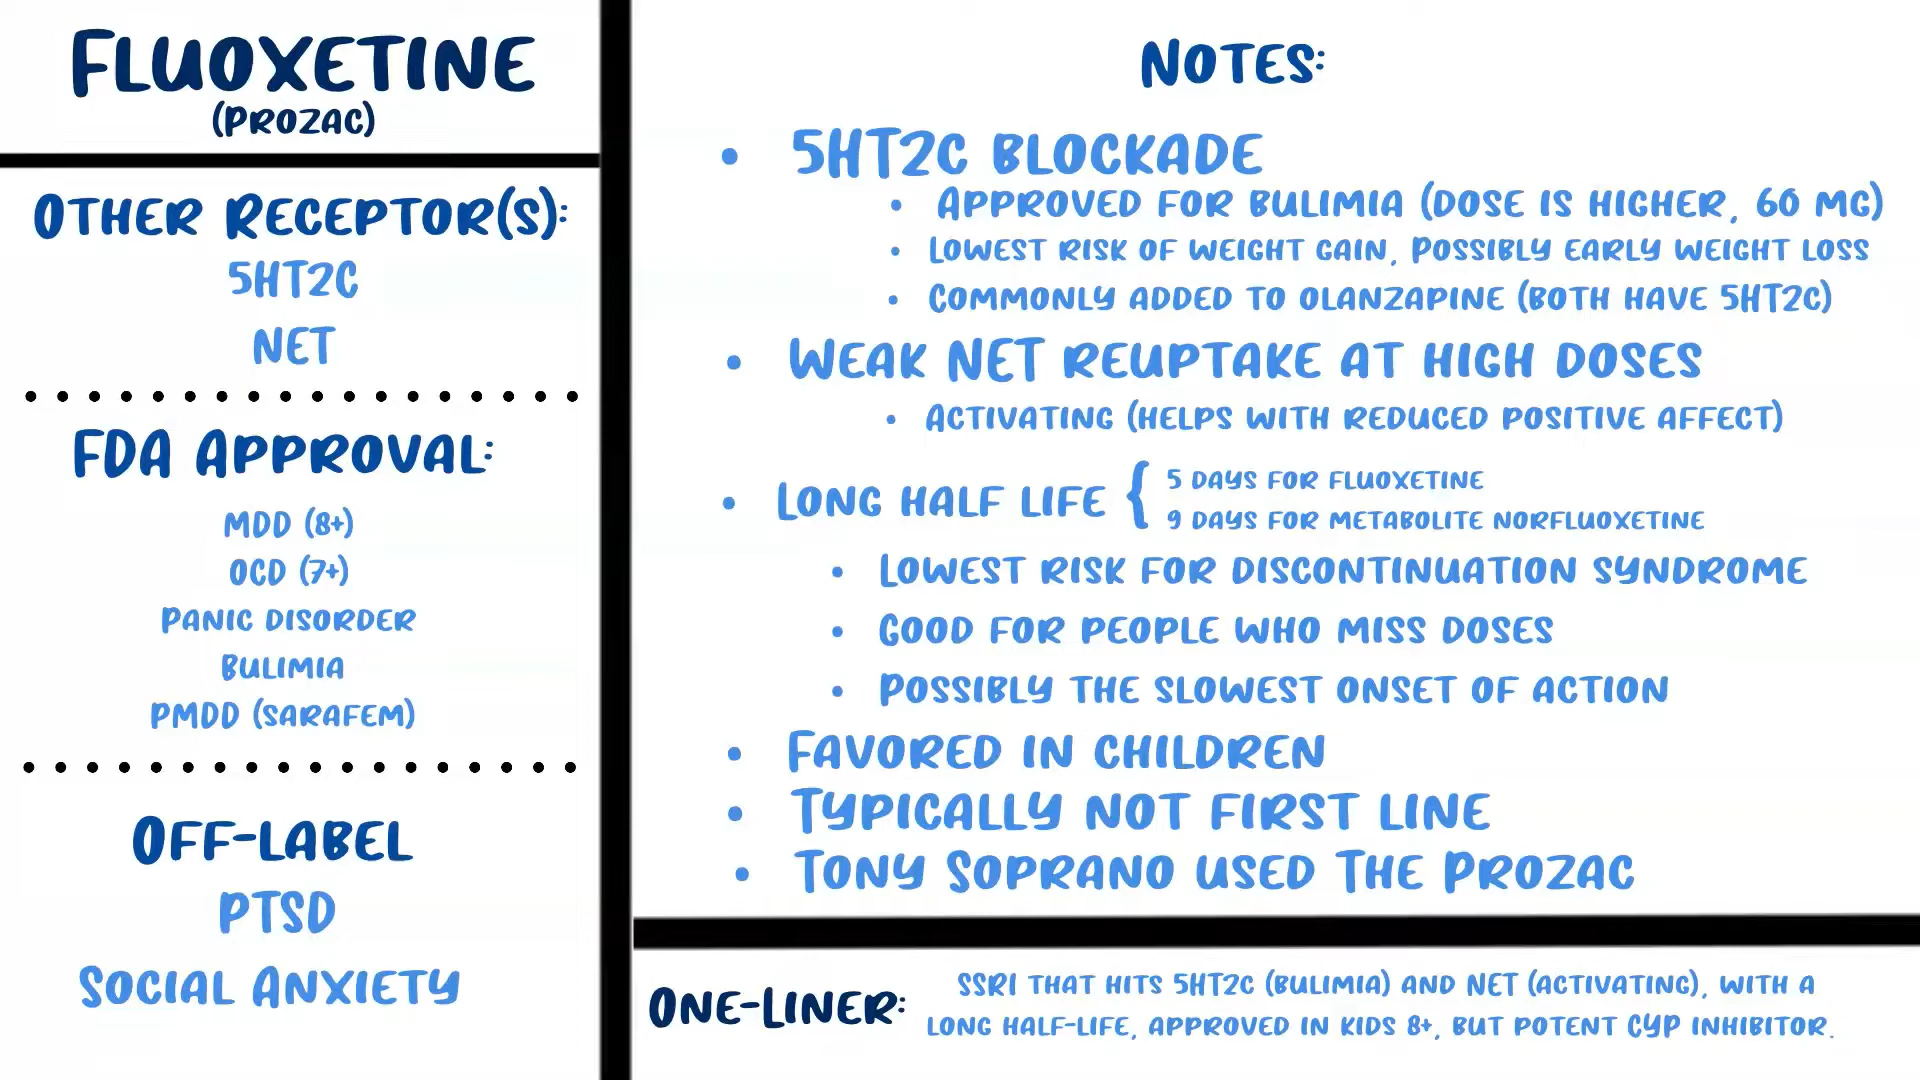 FLUOXETINE
(PROZAC)
OTHER RECEPTOR(S):
5HT2C
NET
FDA APPROVAL:
MDD (8+)
OCD (7+)
PANIC DISORDER
BULIMIA
PMDD (SARAFEM)
OFF-LABEL
PTSD
SOCIAL ANXIETY
NOTES:
• 5HT2C BLOCKADE
• APPROVED FOR BULIMIA (DOSE IS HIGHER, 60 MG)
• LOWEST RISK OF WEIGHT GAIN, POSSIBLY EARLY WEIGHT LOSS
• COMMONLY ADDED TO OLANZAPINE (BOTH HAVE 5HT2C)
• WEAK NET REUPTAKE AT HIGH DOSES
• ACTIVATING (HELPS WITH REDUCED POSITIVE AFFECT)
• LONG HALF LIFE {
5 DAYS FOR FLUOXETINE
9 DAYS FOR METABOLITE NORFLUOXETINE
• LOWEST RISK FOR DISCONTINUATION SYNDROME
• GOOD FOR PEOPLE WHO MISS DOSES
• POSSIBLY THE SLOWEST ONSET OF ACTION
• FAVORED IN CHILDREN
• TYPICALLY NOT FIRST LINE
• TONY SOPRANO USED THE PROZAC
ONE-LINER:
SSRI THAT HITS 5HT2C (BULIMIA) AND NET (ACTIVATING), WITH A
LONG HALF-LIFE, APPROVED IN KIDS 8+, BUT POTENT CYP INHIBITOR.